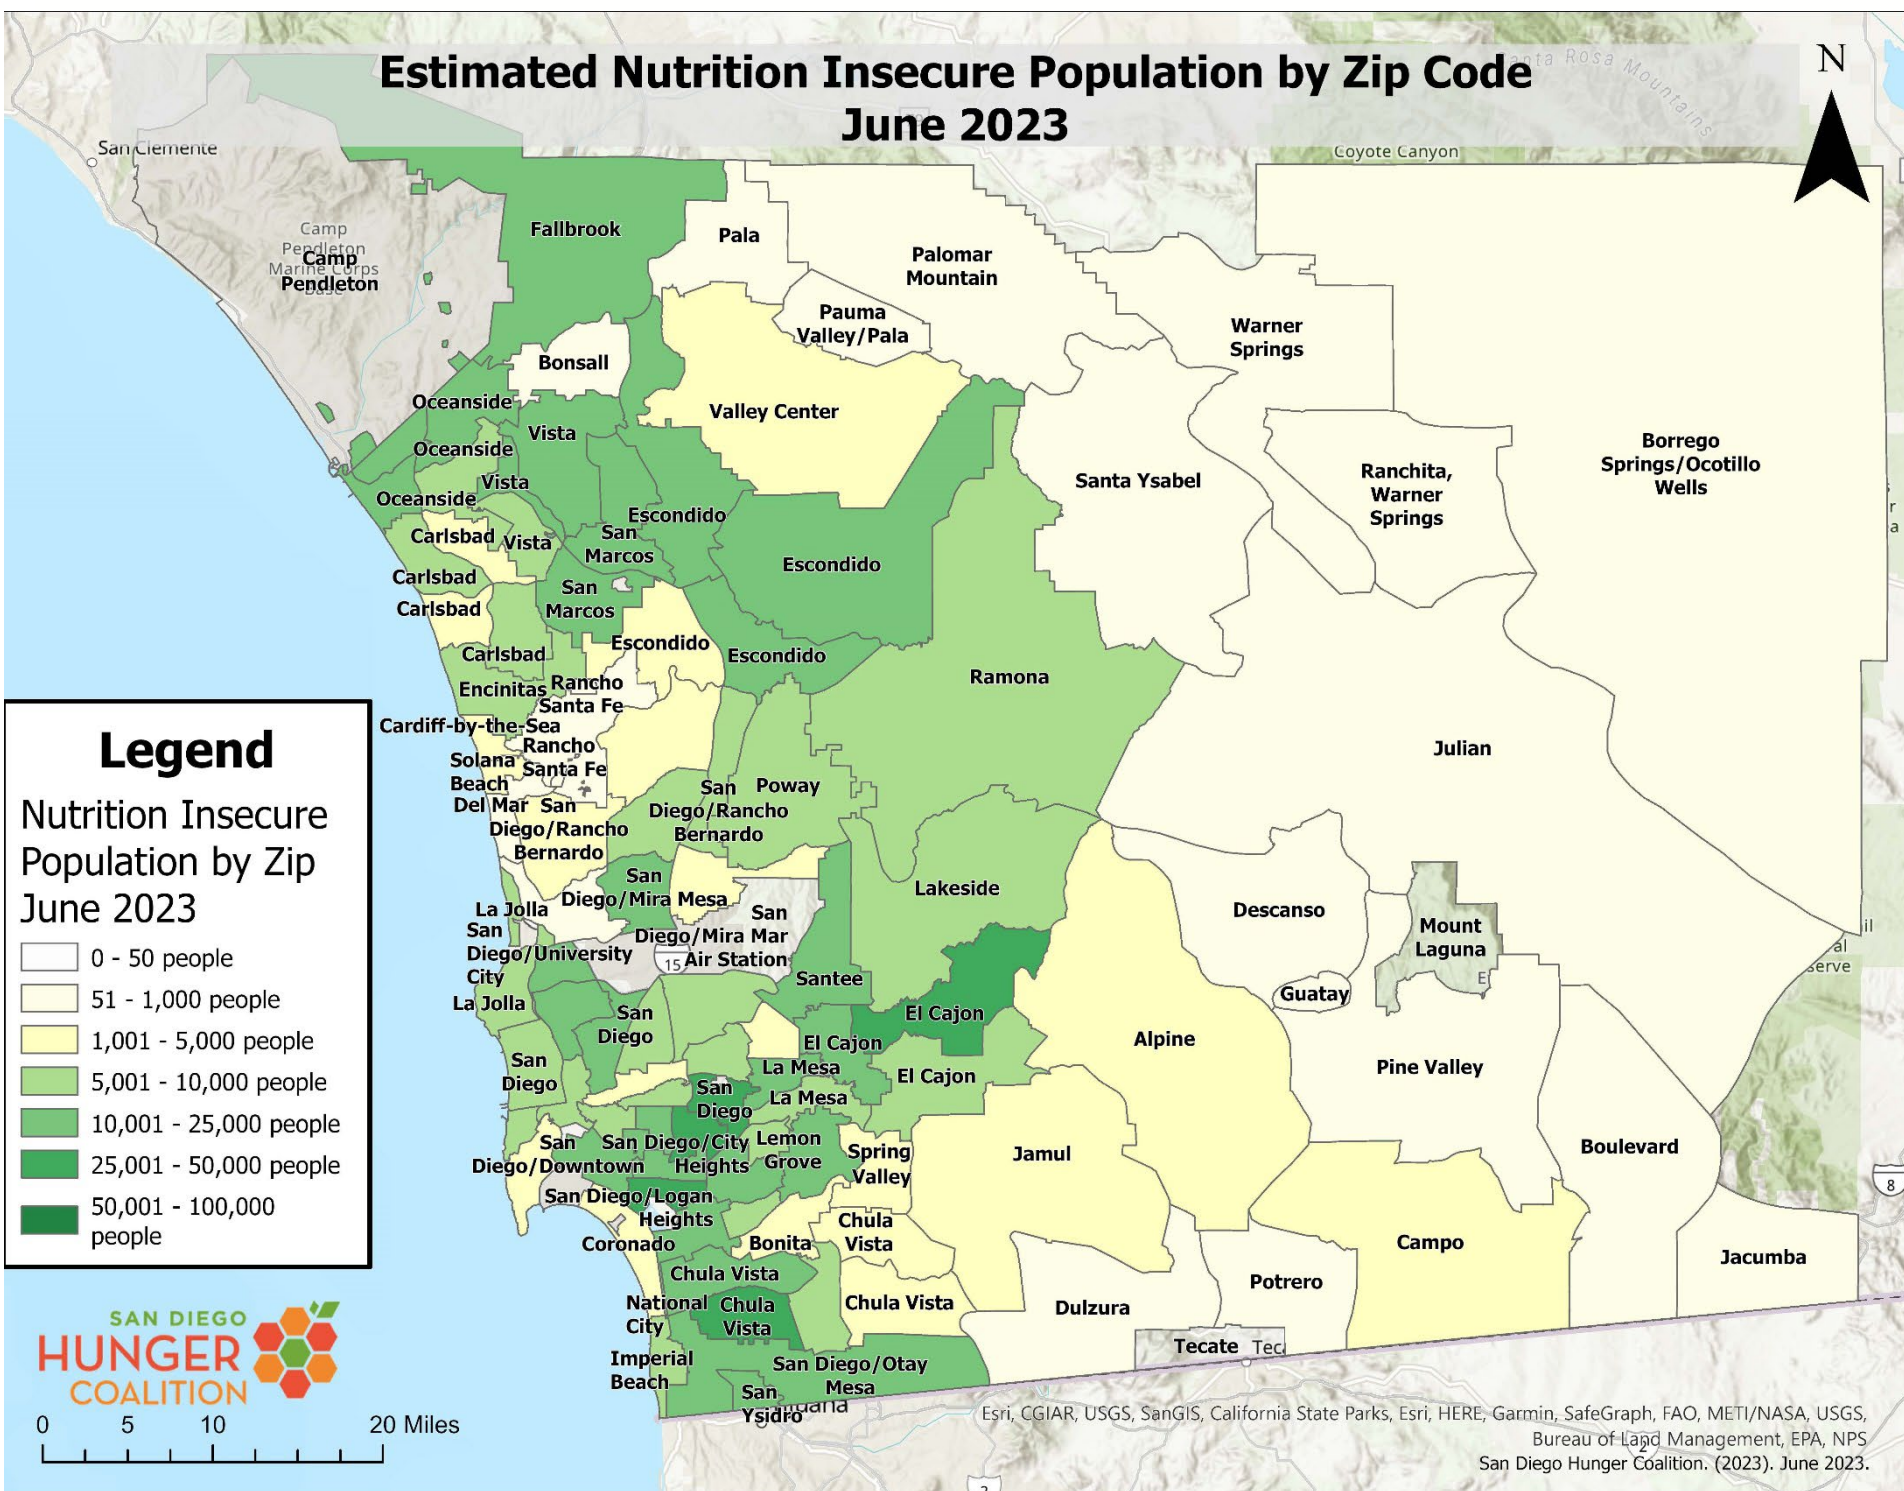 Estimated Nutrition Insecure Population by Zip Code
June 2023
N
Santa Rosa Mountains
Coyote Canyon
San Clemente
Camp
Pendleton
Marine Corps
Base
Camp
Pendleton
Fallbrook
Pala
Palomar
Mountain
Pauma
Valley/Pala
Warner
Springs
Bonsall
Oceanside
Vista
Valley Center
Oceanside
Vista
Oceanside
Santa Ysabel
Ranchita,
Warner
Springs
Borrego
Springs/Ocotillo
Wells
Escondido
Carlsbad
Vista
San
Marcos
Escondido
Carlsbad
San
Marcos
Carlsbad
Escondido
Escondido
Carlsbad
Ramona
Encinitas
Rancho
Santa Fe
Cardiff-by-the-Sea
Rancho
Santa Fe
Solana
Beach
Julian
Del Mar
San
Diego/Rancho
Bernardo
San
Diego/Rancho
Bernardo
Poway
San
Diego/Mira Mesa
Lakeside
La Jolla
San
Diego/University
City
San
Diego/Mira Mar
Air Station
15
Descanso
Mount
Laguna
Santee
Guatay
La Jolla
San
Diego
El Cajon
El Cajon
Alpine
San
Diego
La Mesa
El Cajon
Pine Valley
San
Diego
La Mesa
San
Diego/Downtown
San Diego/City
Heights
Lemon
Grove
Spring
Valley
Jamul
Boulevard
8
San Diego/Logan
Heights
Coronado
Bonita
Chula
Vista
Campo
Jacumba
Chula Vista
Potrero
National
City
Chula
Vista
Chula Vista
Dulzura
Tecate
Imperial
Beach
San Diego/Otay
Mesa
San
Ysidro
Legend
Nutrition Insecure
Population by Zip
June 2023
0 - 50 people
51 - 1,000 people
1,001 - 5,000 people
5,001 - 10,000 people
10,001 - 25,000 people
25,001 - 50,000 people
50,001 - 100,000
people
SAN DIEGO
HUNGER
COALITION
0 5 10 20 Miles
Esri, CGIAR, USGS, SanGIS, California State Parks, Esri, HERE, Garmin, SafeGraph, FAO, METI/NASA, USGS,
Bureau of Land Management, EPA, NPS
2
San Diego Hunger Coalition. (2023). June 2023.